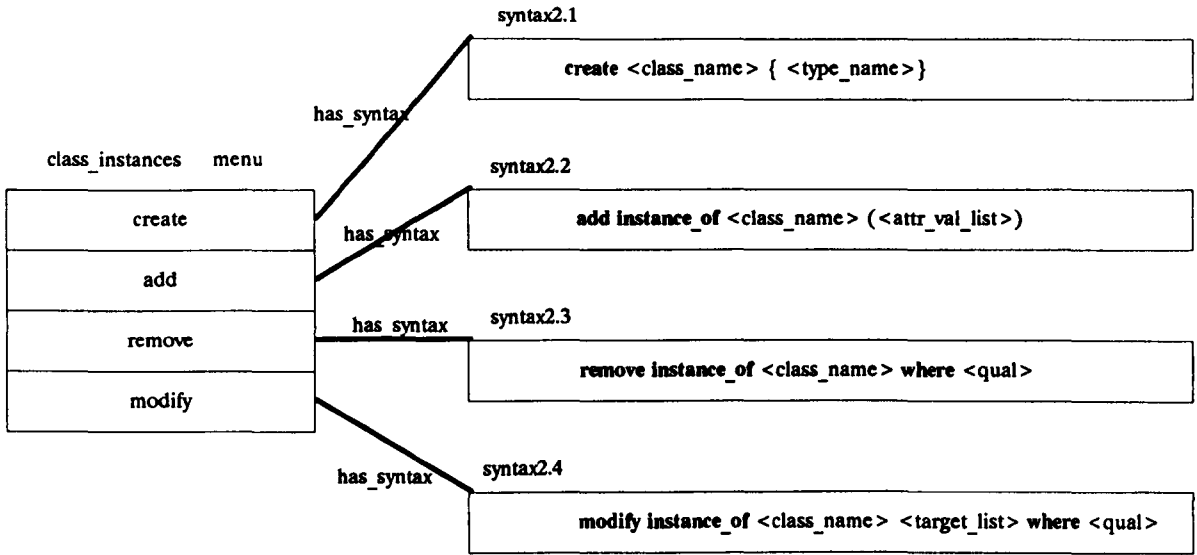 syntax2.1
create <class_name> { <type_name>}
has_syntax
class_instances menu
syntax2.2
create
add instance_of <class_name> (<attr_val_list>)
has_syntax
add
syntax2.3
has_syntax
remove
remove instance_of <class_name> where <qual>
modify
syntax2.4
has_syntax
modify instance_of <class_name> <target_list> where <qual>